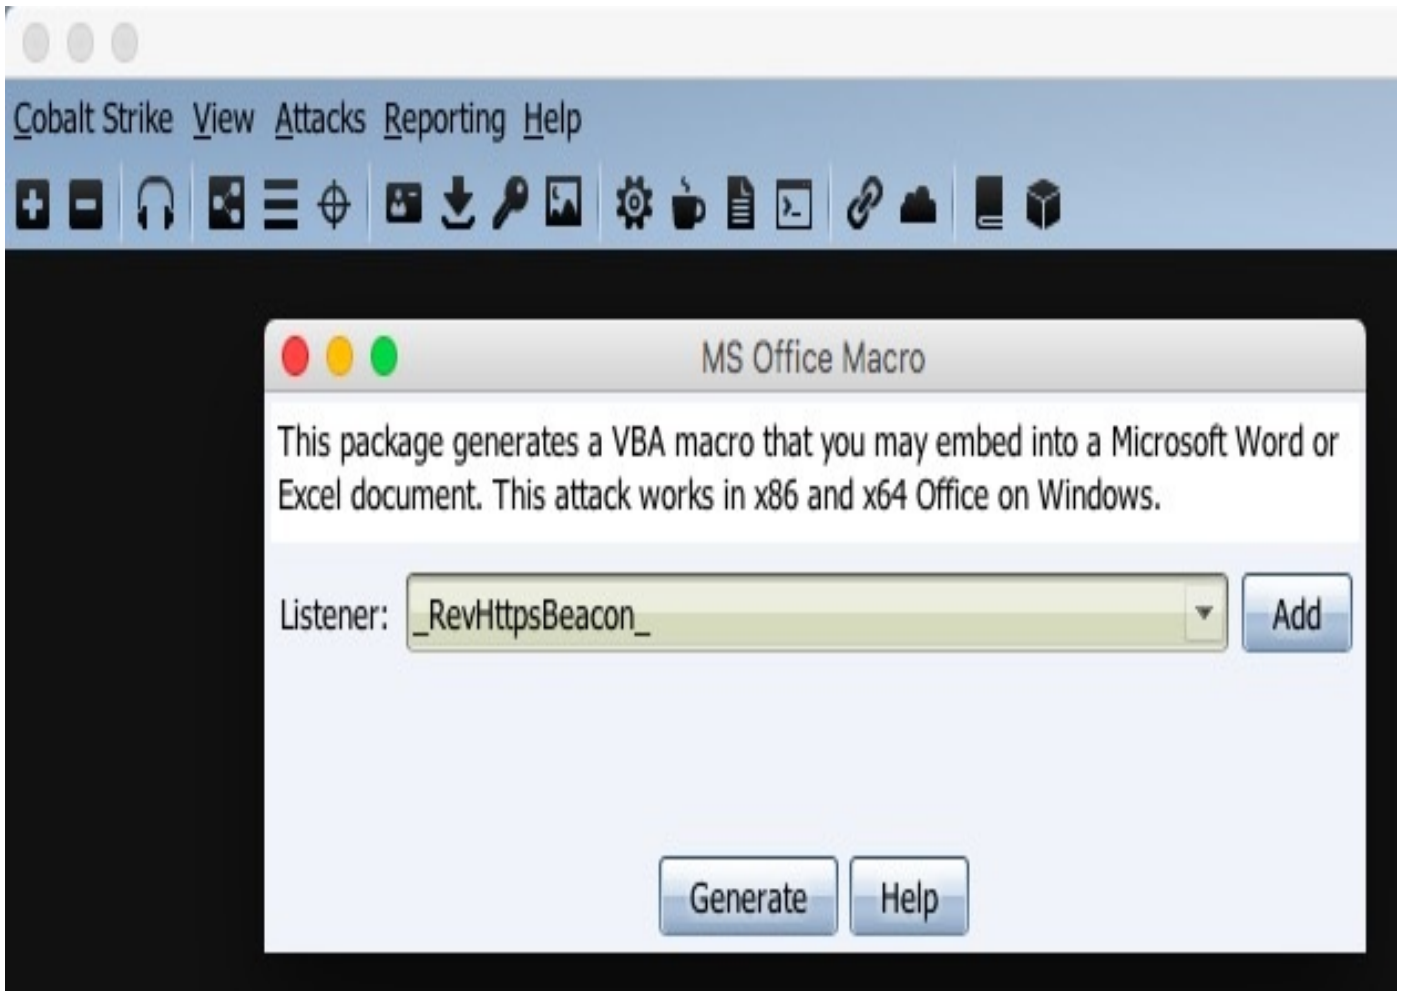 Cobalt Strike View Attacks Reporting Help
MS Office Macro
This package generates a VBA macro that you may embed into a Microsoft Word or
Excel document. This attack works in x86 and x64 Office on Windows.
Listener: _RevHttpsBeacon_ Add
Generate Help